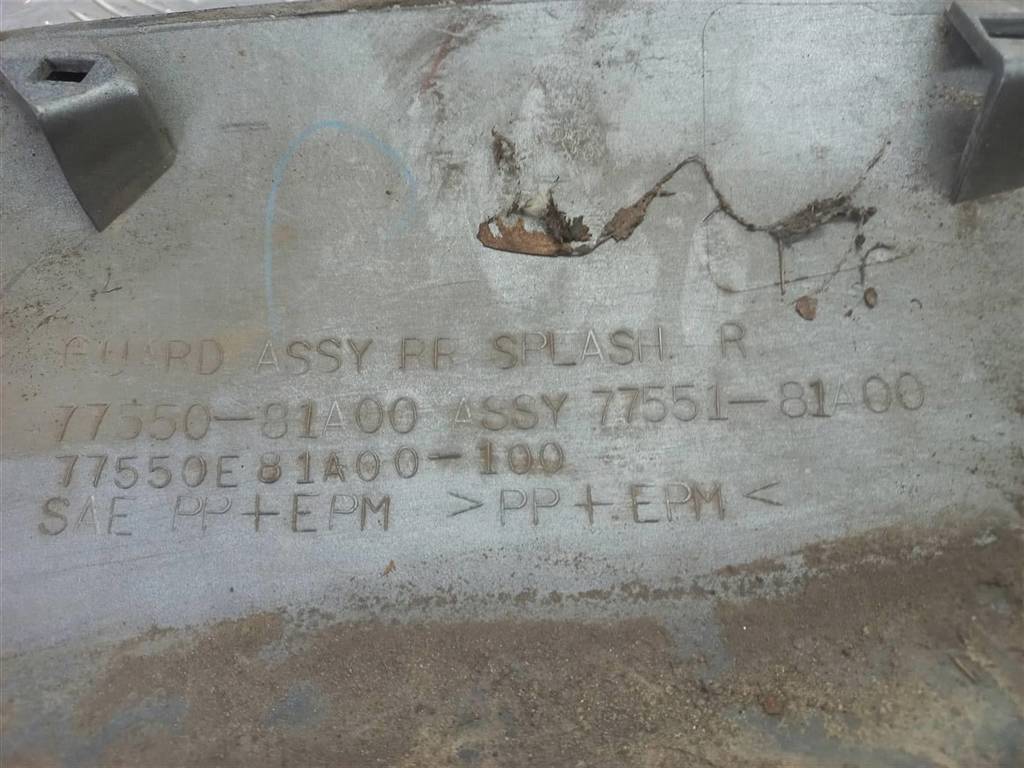 GUARD ASSY RR SPLASH. R.
77550-81A00 ASSY 77551-81A00
77550E81A00-100
SAE PP+EPM >PP+EPM<